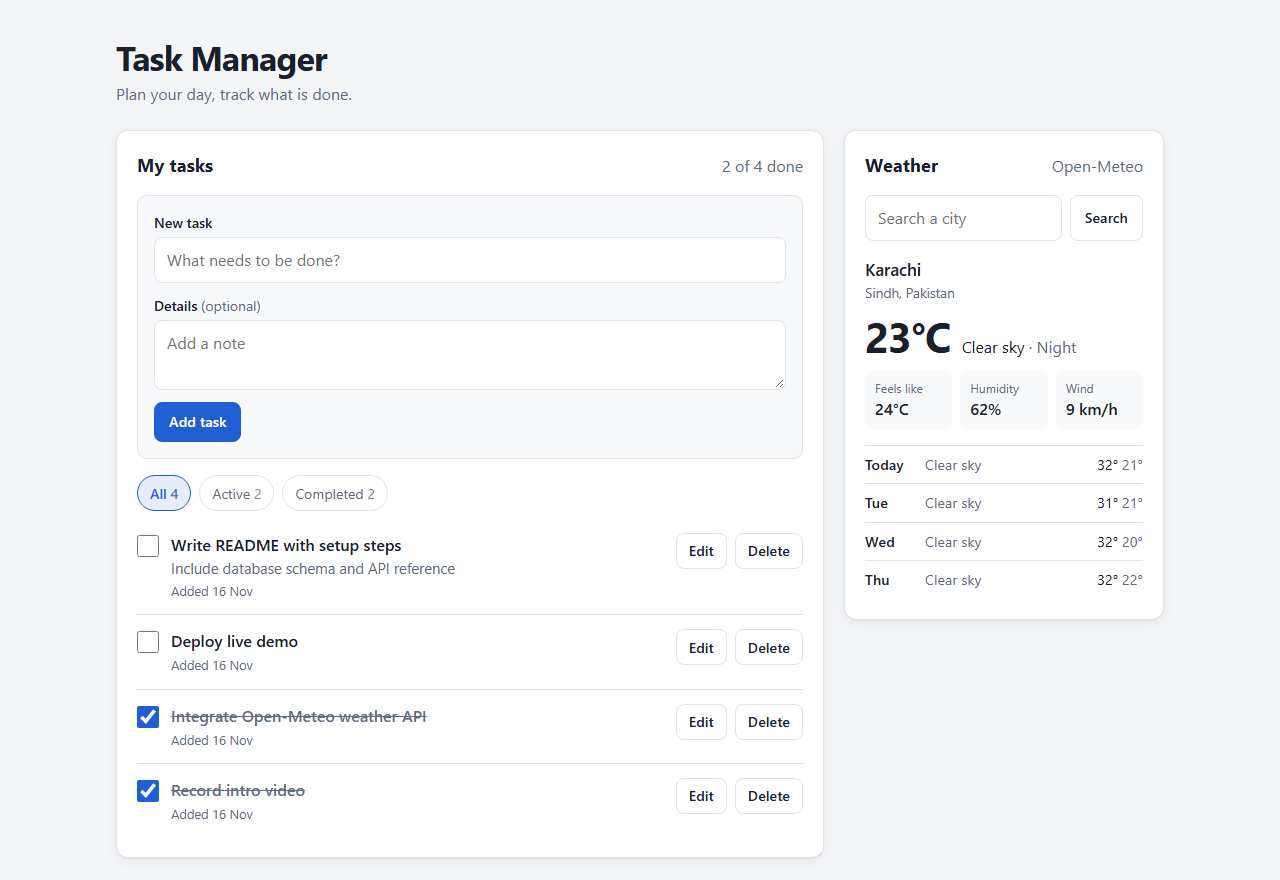 Task Manager
Plan your day, track what is done.
My tasks
2 of 4 done
New task
What needs to be done?
Details (optional)
Add a note
Add task
All 4
Active 2
Completed 2
Write README with setup steps
Include database schema and API reference
Added 16 Nov
Edit
Delete
Deploy live demo
Added 16 Nov
Edit
Delete
Integrate Open-Meteo weather API
Added 16 Nov
Edit
Delete
Record intro video
Added 16 Nov
Edit
Delete
Weather
Open-Meteo
Search a city
Search
Karachi
Sindh, Pakistan
23°C Clear sky · Night
Feels like
24°C
Humidity
62%
Wind
9 km/h
Today Clear sky 32° 21°
Tue Clear sky 31° 21°
Wed Clear sky 32° 20°
Thu Clear sky 32° 22°